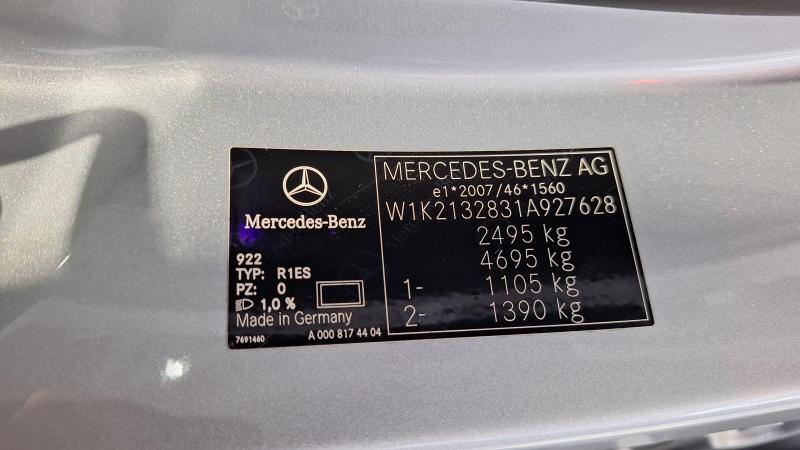 Mercedes-Benz
922
TYP: R1ES
PZ: 0
1,0 %
Made in Germany
7691460
A 000 817 44 04
MERCEDES-BENZ AG
e1*2007/46*1560
W1K2132831A927628
2495 kg
4695 kg
1- 1105 kg
2- 1390 kg